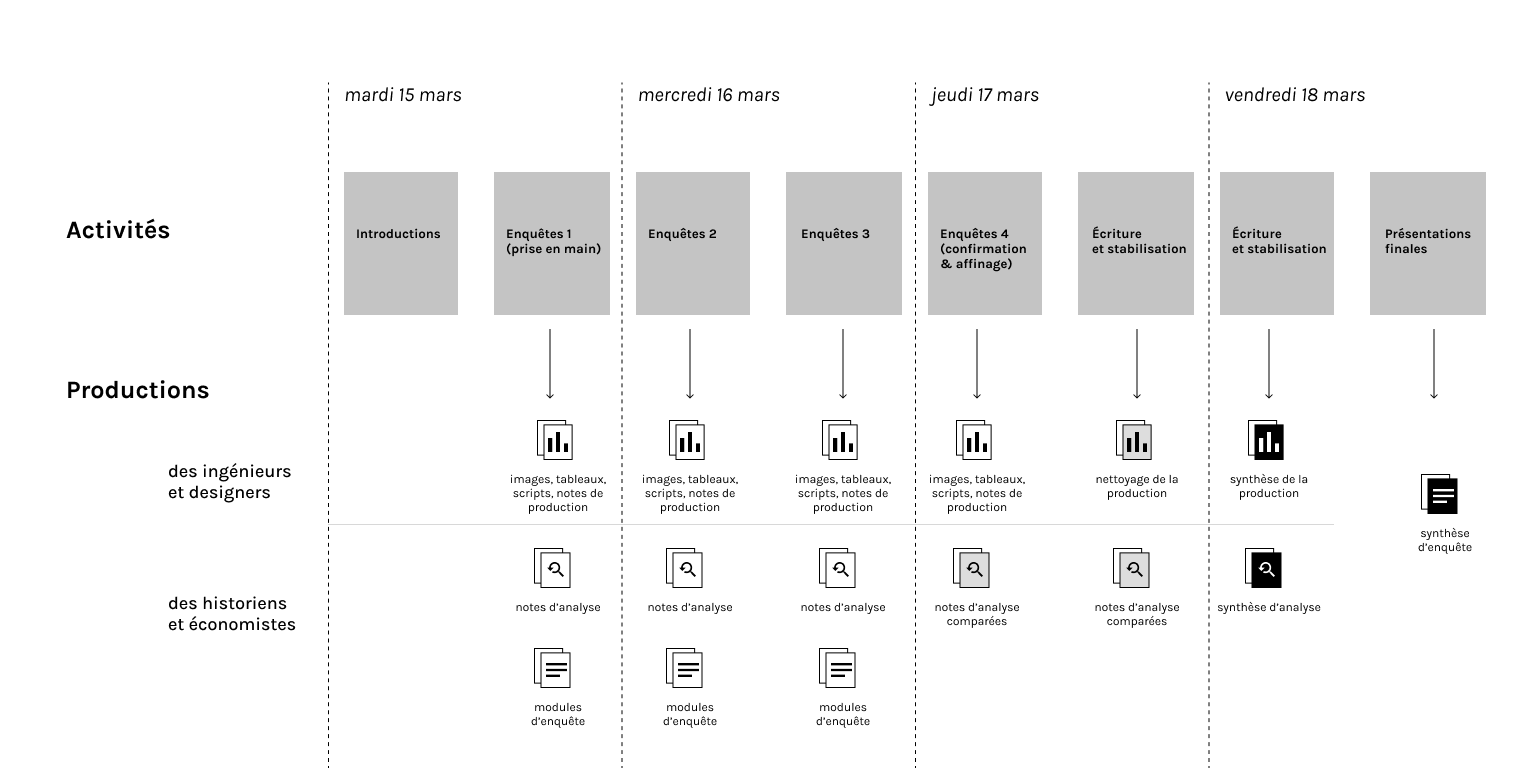 mardi 15 mars
mercredi 16 mars
jeudi 17 mars
vendredi 18 mars
Activités
Introductions
Enquêtes 1
(prise en main)
Enquêtes 2
Enquêtes 3
Enquêtes 4
(confirmation
& affinage)
Écriture
et stabilisation
Écriture
et stabilisation
Présentations
finales
Productions
des ingénieurs
et designers
images, tableaux,
scripts, notes de
production
images, tableaux,
scripts, notes de
production
images, tableaux,
scripts, notes de
production
images, tableaux,
scripts, notes de
production
nettoyage de la
production
synthèse de la
production
synthèse
d’enquête
des historiens
et économistes
notes d’analyse
notes d’analyse
notes d’analyse
notes d’analyse
comparées
notes d’analyse
comparées
synthèse d’analyse
modules
d’enquête
modules
d’enquête
modules
d’enquête